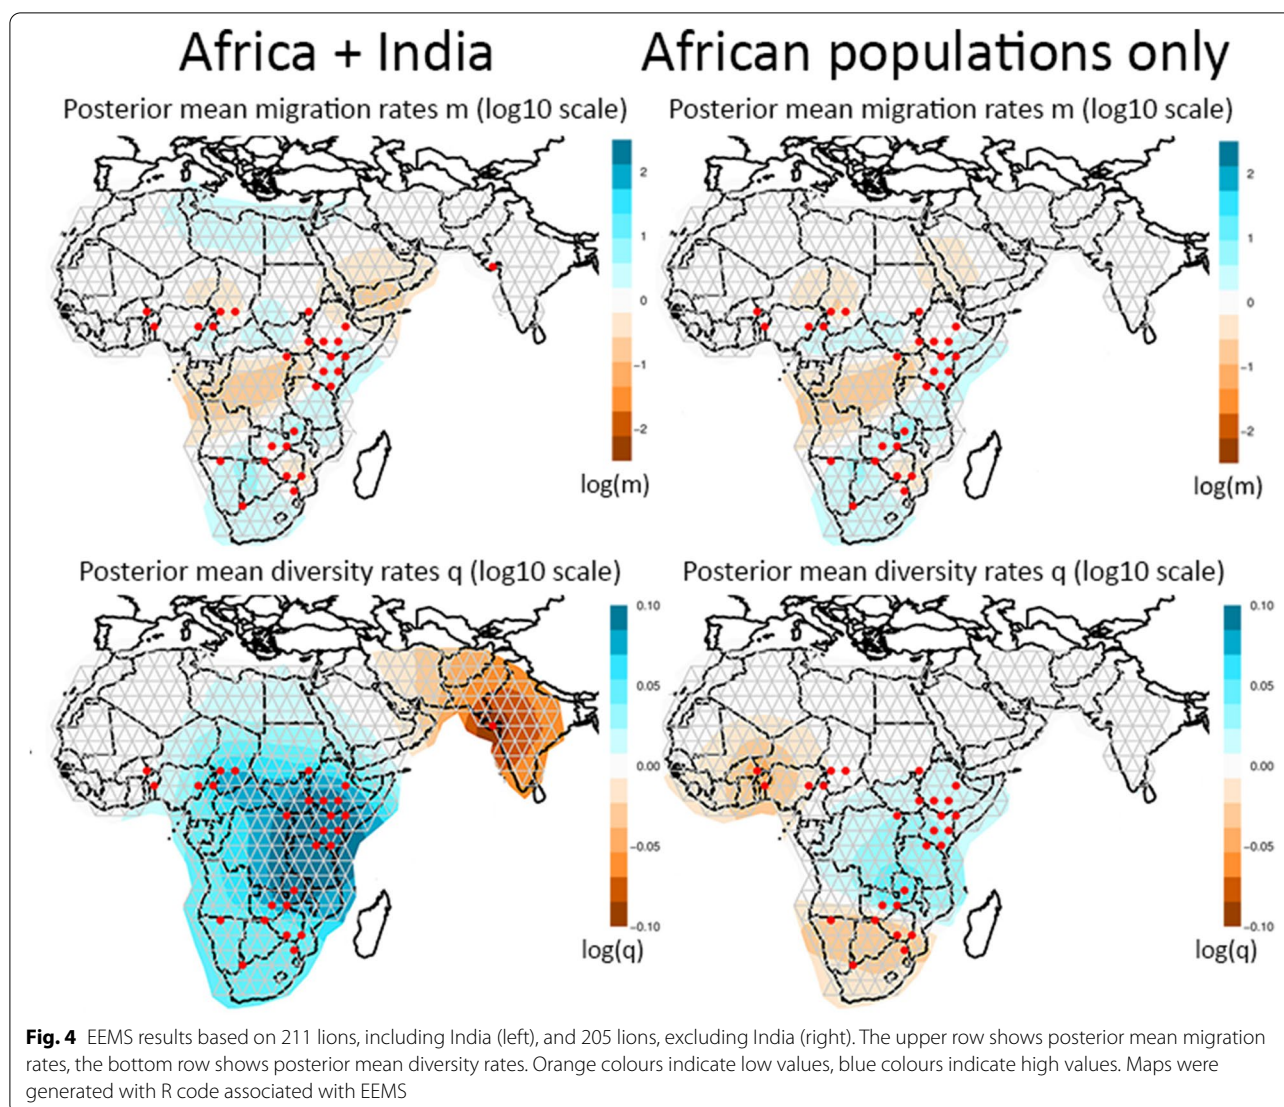 Africa + India
African populations only
Posterior mean migration rates m (log10 scale)
Posterior mean migration rates m (log10 scale)
2
1
0
−1
−2
log(m)
2
1
0
−1
−2
log(m)
Posterior mean diversity rates q (log10 scale)
Posterior mean diversity rates q (log10 scale)
0.10
0.05
0.00
−0.05
−0.10
log(q)
0.10
0.05
0.00
−0.05
−0.10
log(q)
Fig. 4 EEMS results based on 211 lions, including India (left), and 205 lions, excluding India (right). The upper row shows posterior mean migration
rates, the bottom row shows posterior mean diversity rates. Orange colours indicate low values, blue colours indicate high values. Maps were
generated with R code associated with EEMS